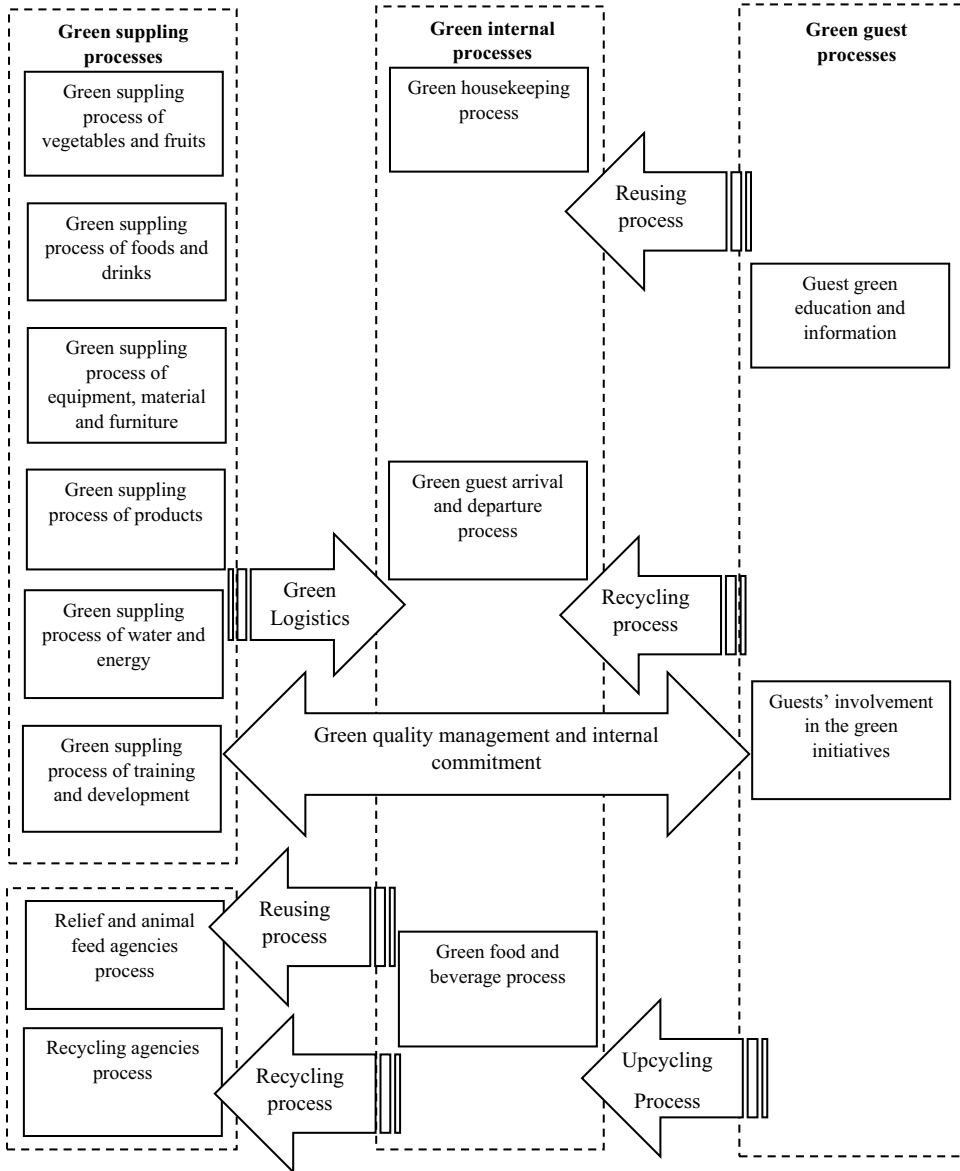 Green suppling
processes
Green suppling
process of
vegetables and fruits
Green suppling
process of foods and
drinks
Green suppling
process of
equipment, material
and furniture
Green suppling
process of products
Green suppling
process of water and
energy
Green suppling
process of training
and development
Relief and animal
feed agencies
process
Recycling agencies
process
Green
Logistics
Green quality management and internal
commitment
Reusing
process
Recycling
process
Green internal
processes
Green housekeeping
process
Green guest arrival
and departure
process
Green food and
beverage process
Reusing
process
Recycling
process
Upcycling
Process
Green guest
processes
Guest green
education and
information
Guests’ involvement
in the green
initiatives